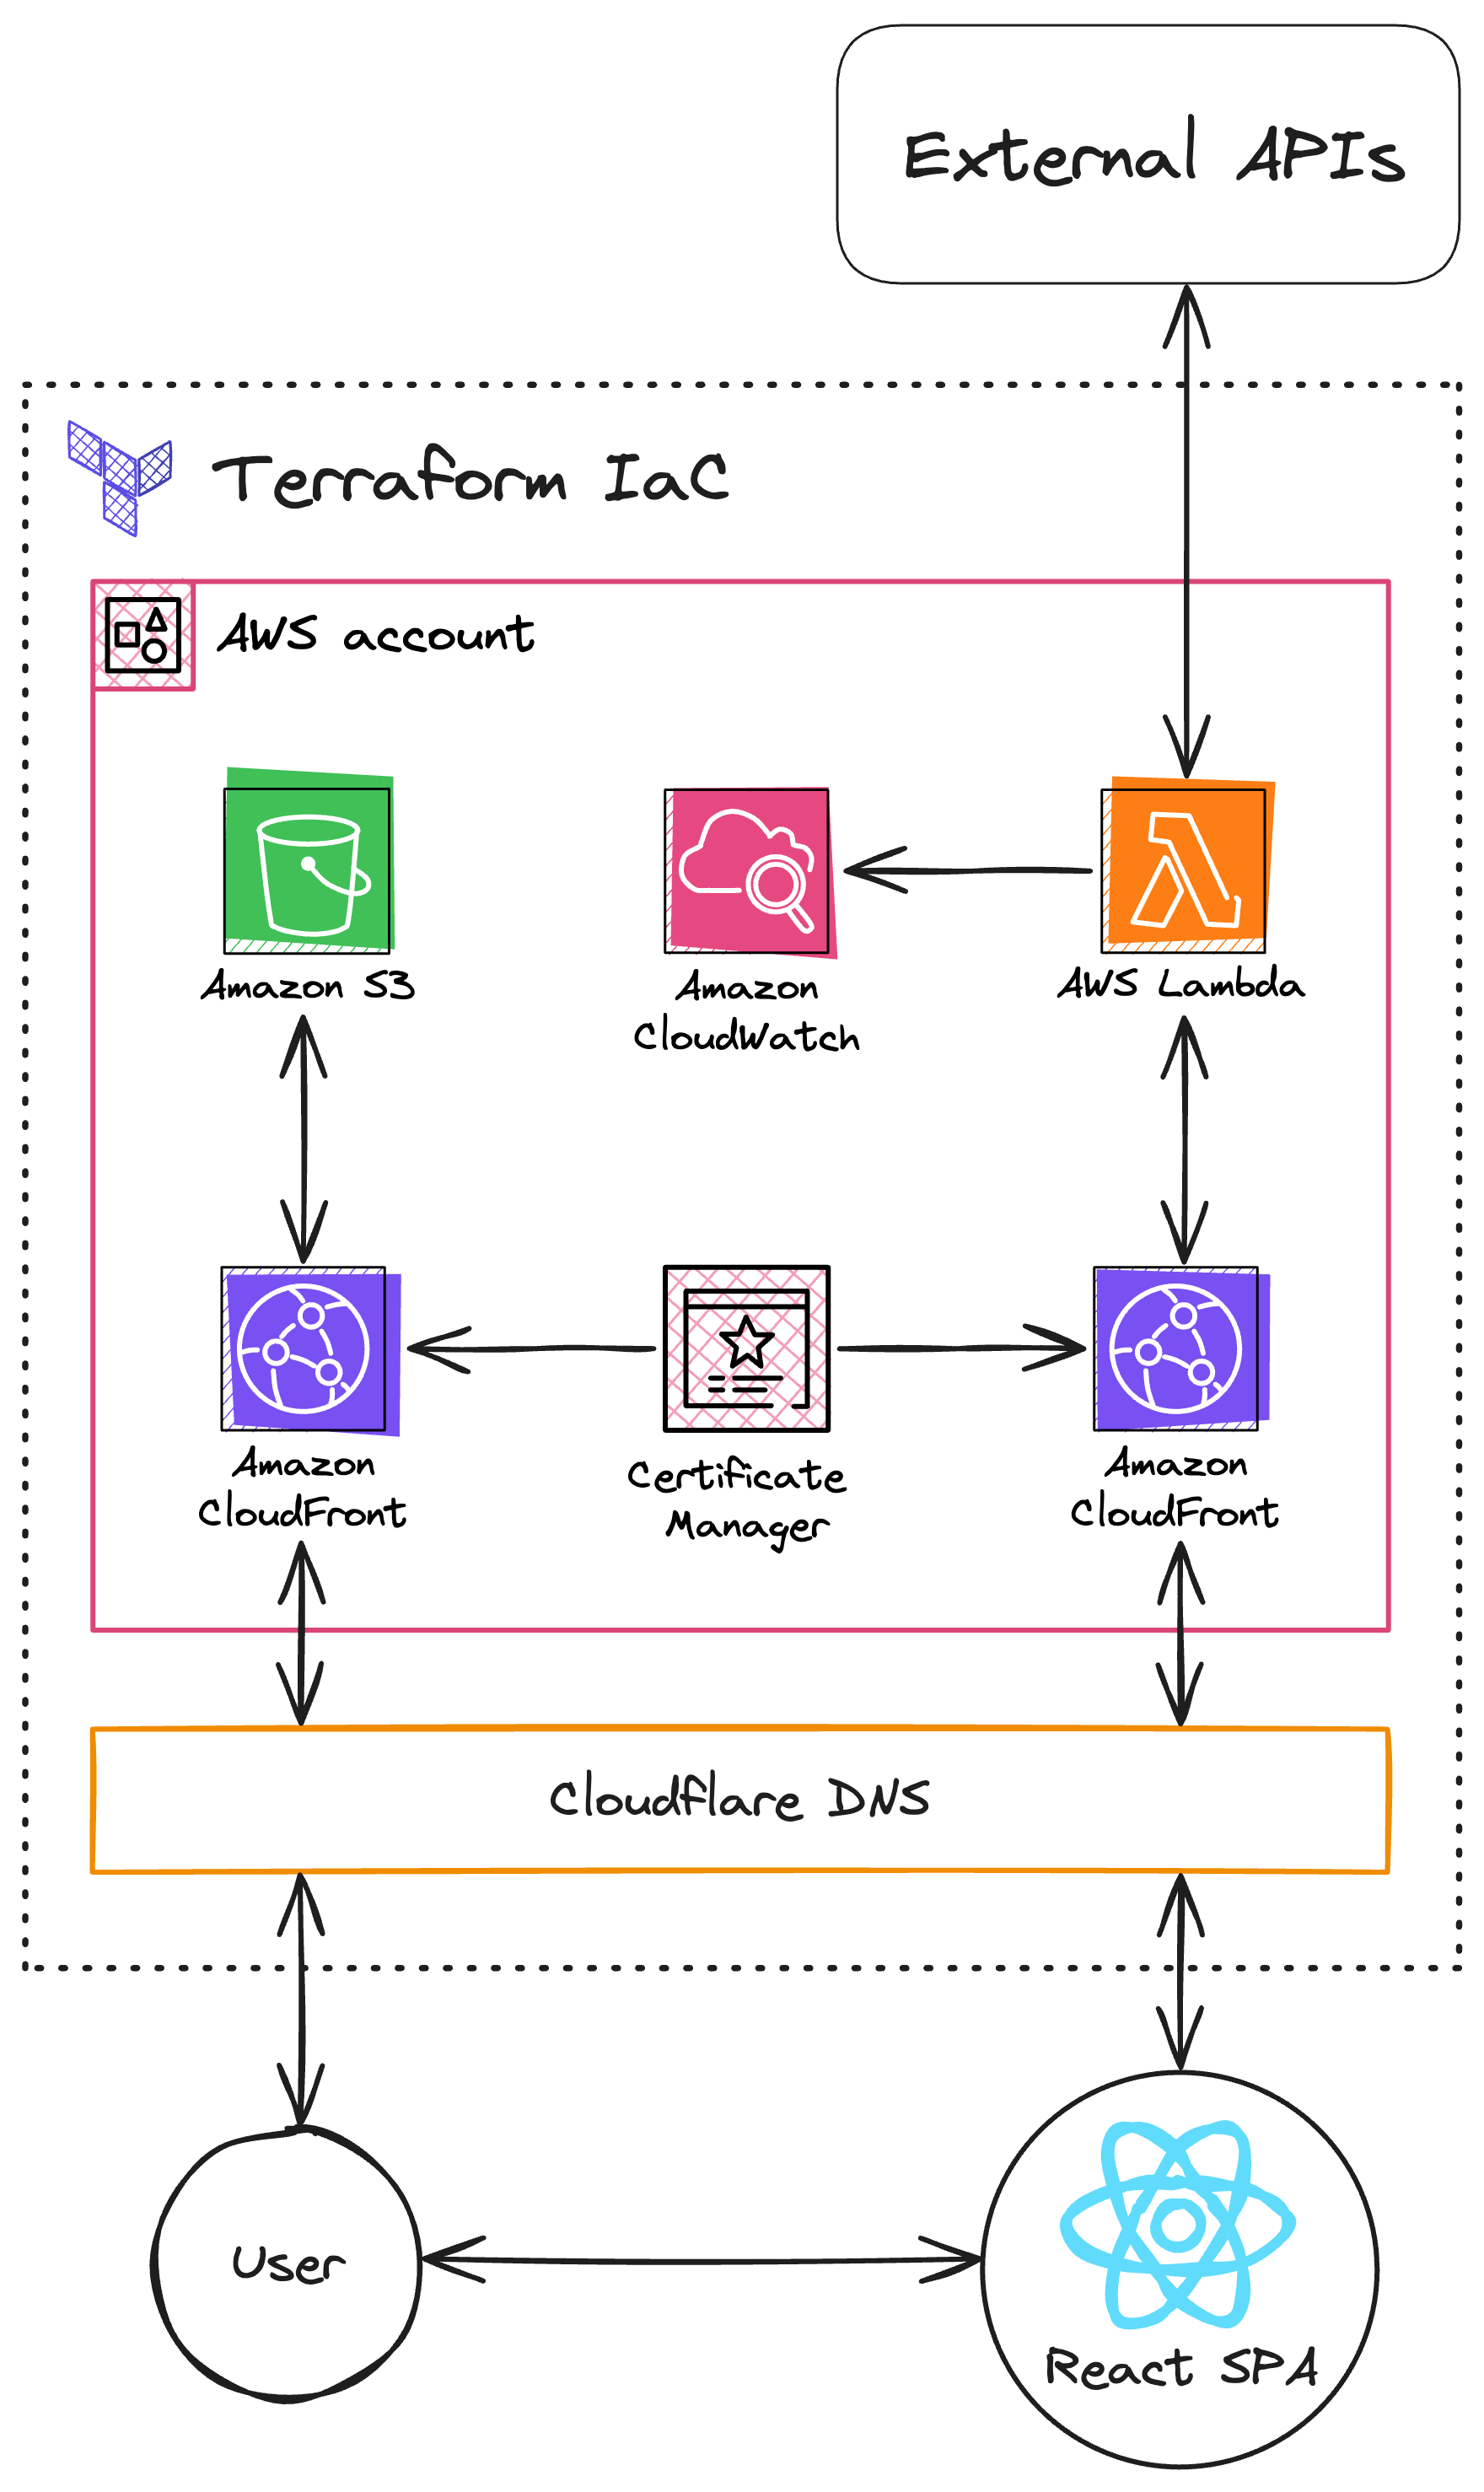 External APIs
Terraform IaC
AWS account
Amazon S3
Amazon
CloudWatch
AWS Lambda
Amazon
CloudFront
Certificate
Manager
Amazon
CloudFront
Cloudflare DNS
User
React SPA